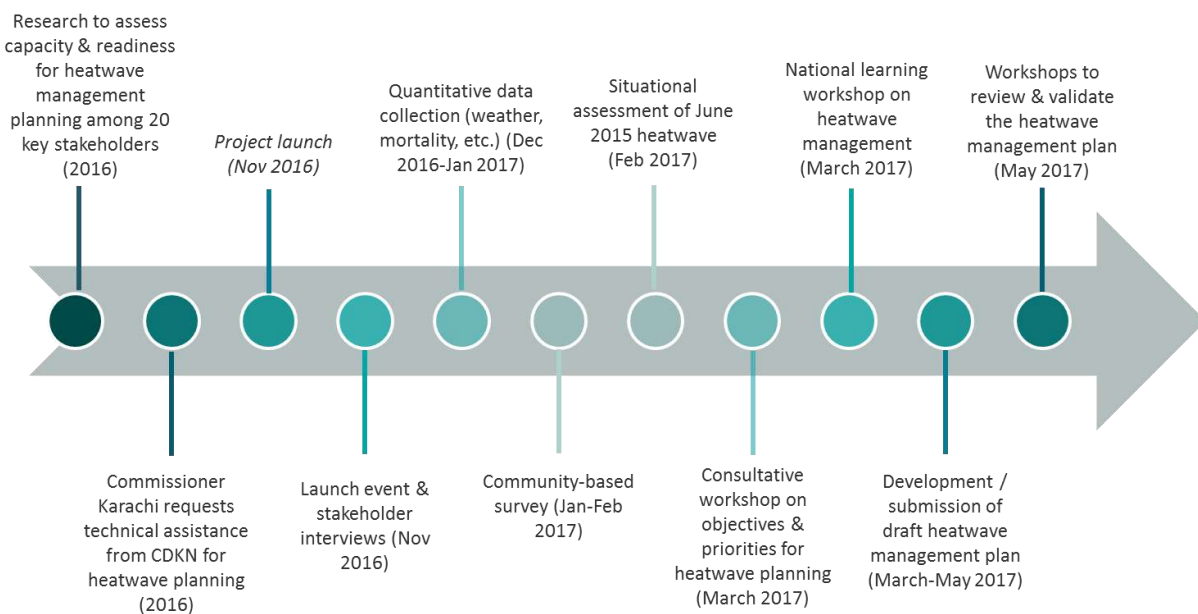 Research to assess
capacity & readiness
for heatwave
management
planning among 20
key stakeholders
(2016)
Commissioner
Karachi requests
technical assistance
from CDKN for
heatwave planning
(2016)
Project launch
(Nov 2016)
Launch event &
stakeholder
interviews (Nov
2016)
Quantitative data
collection (weather,
mortality, etc.) (Dec
2016-Jan 2017)
Community-based
survey (Jan-Feb
2017)
Situational
assessment of June
2015 heatwave
(Feb 2017)
Consultative
workshop on
objectives &
priorities for
heatwave planning
(March 2017)
National learning
workshop on
heatwave
management
(March 2017)
Development /
submission of
draft heatwave
management plan
(March-May 2017)
Workshops to
review & validate
the heatwave
management plan
(May 2017)